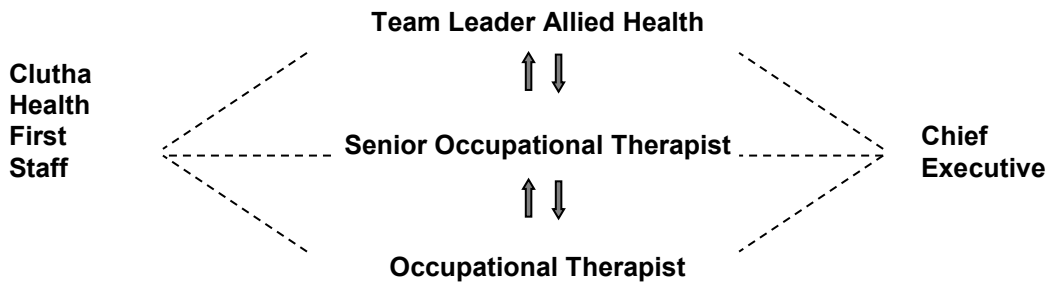 Team Leader Allied Health
Clutha
Health
First
Staff
Senior Occupational Therapist
Chief
Executive
Occupational Therapist